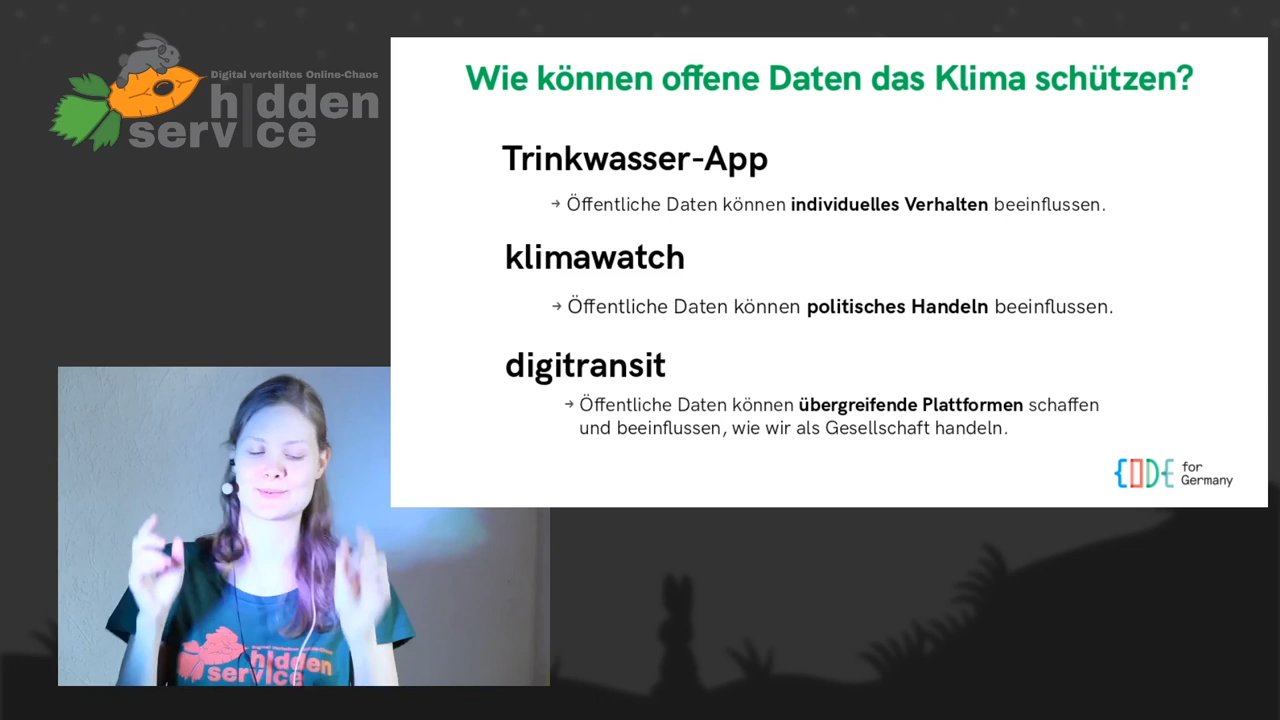 Digital verteiltes Online-Chaos
hidden
service
Wie können offene Daten das Klima schützen?
Trinkwasser-App
→ Öffentliche Daten können individuelles Verhalten beeinflussen.
klimawatch
→ Öffentliche Daten können politisches Handeln beeinflussen.
digitransit
→ Öffentliche Daten können übergreifende Plattformen schaffen
und beeinflussen, wie wir als Gesellschaft handeln.
CODE for
Germany
hidden
service